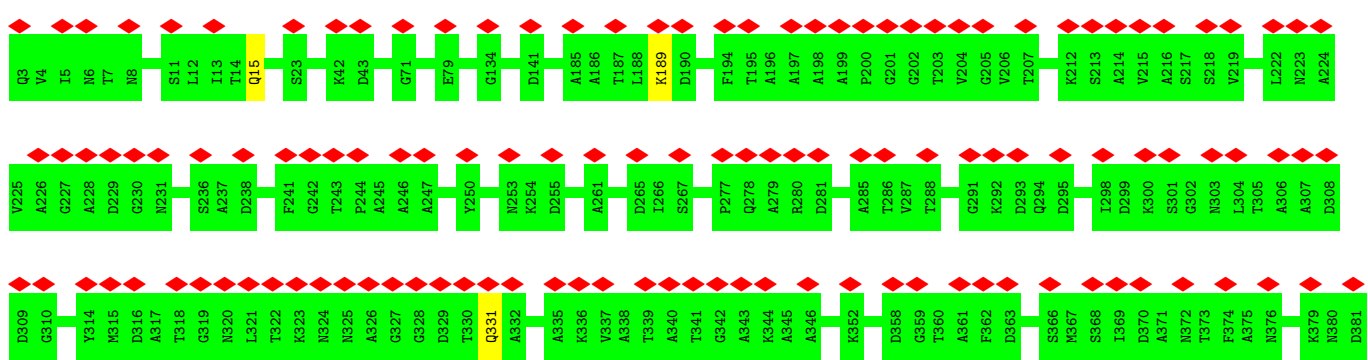 Q3 V4 I5 N6 T7 N8 S11 L12 I13 T14 Q15 S23 K42 D43 G71 E79 G134 D141 A185 A186 T187 L188 K189 D190 F194 T195 A196 A197 A198 A199 P200 G201 G202 T203 V204 G205 V206 T207 K212 S213 A214 V215 A216 S217 S218 V219 L222 N223 A224
V225 A226 G227 A228 D229 G230 N231 S236 A237 D238 F241 G242 T243 P244 A245 A246 A247 Y250 N253 K254 D255 A261 D265 I266 S267 P277 Q278 A279 R280 D281 A285 T286 V287 T288 G291 K292 D293 Q294 D295 I298 D299 K300 S301 G302 N303 L304 T305 A306 A307 D308
D309 G310 Y314 M315 D316 A317 T318 G319 N320 L321 T322 K323 N324 N325 A326 G327 G328 D329 T330 Q331 A332 A335 K336 V337 A338 T339 A340 T341 G342 A343 K344 A345 A346 K352 D358 G359 T360 A361 F362 D363 S366 M367 S368 I369 D370 A371 N372 T373 F374 A375 N376 K379 N380 D381